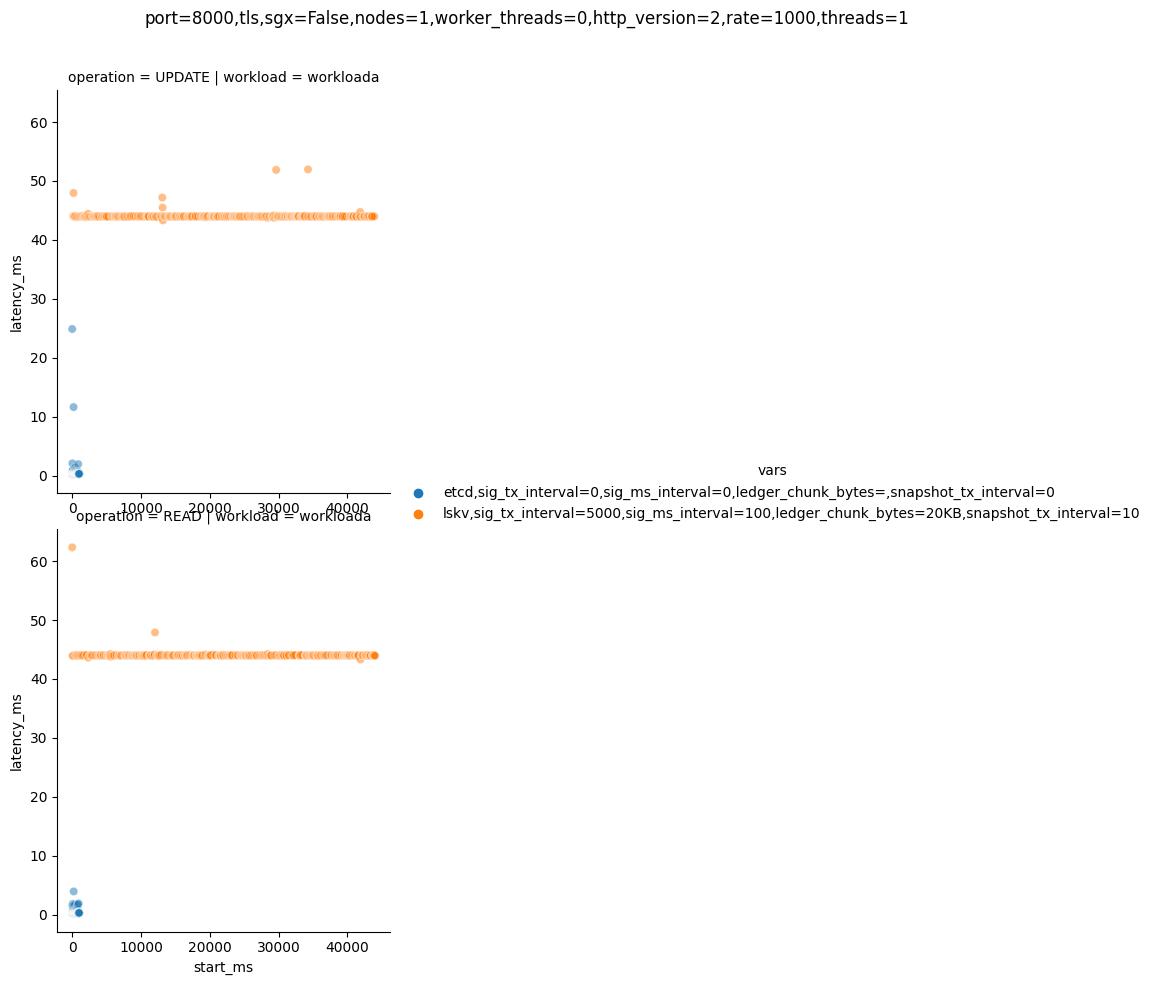 port=8000,tls,sgx=False,nodes=1,worker_threads=0,http_version=2,rate=1000,threads=1
operation = UPDATE | workload = workloada
60
50
40
30
20
10
0
latency_ms
0 10000 20000 30000 40000
operation = READ | workload = workloada
60
50
40
30
20
10
0
latency_ms
0 10000 20000 30000 40000
start_ms
vars
etcd,sig_tx_interval=0,sig_ms_interval=0,ledger_chunk_bytes=,snapshot_tx_interval=0
lskv,sig_tx_interval=5000,sig_ms_interval=100,ledger_chunk_bytes=20KB,snapshot_tx_interval=10